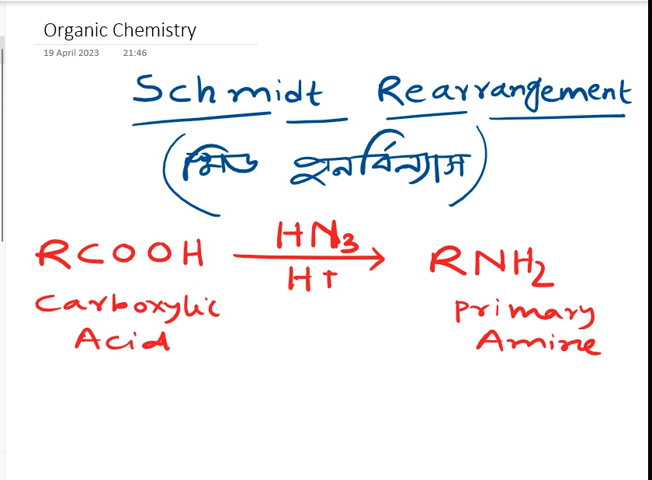 Organic Chemistry
19 April 2023 21:46
Schmidt Rearrangement
(স্মিড পুনর্বিন্যাস)
RCOOH HN3 H+ RNH2
Carboxylic Primary
Acid Amine